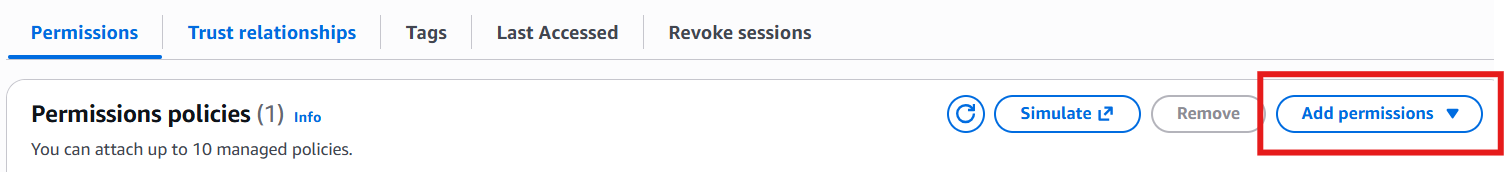 Permissions Trust relationships Tags Last Accessed Revoke sessions
Permissions policies (1) Info Simulate Remove Add permissions
You can attach up to 10 managed policies.